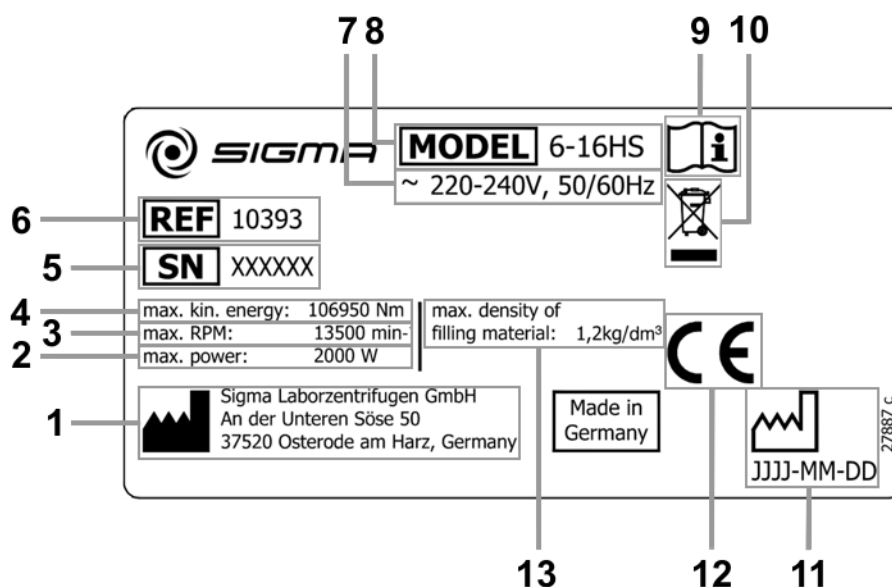 7 8 9 10
SIGMA
MODEL 6-16HS
~ 220-240V, 50/60Hz
6 REF 10393
5 SN XXXXXX
4 max. kin. energy: 106950 Nm
3 max. RPM: 13500 min-
2 max. power: 2000 W
max. density of
filling material: 1,2kg/dm³
CE
1 Sigma Laborzentrifugen GmbH
An der Unteren Söse 50
37520 Osterode am Harz, Germany
Made in
Germany
JJJJ-MM-DD
27887 c
13 12 11